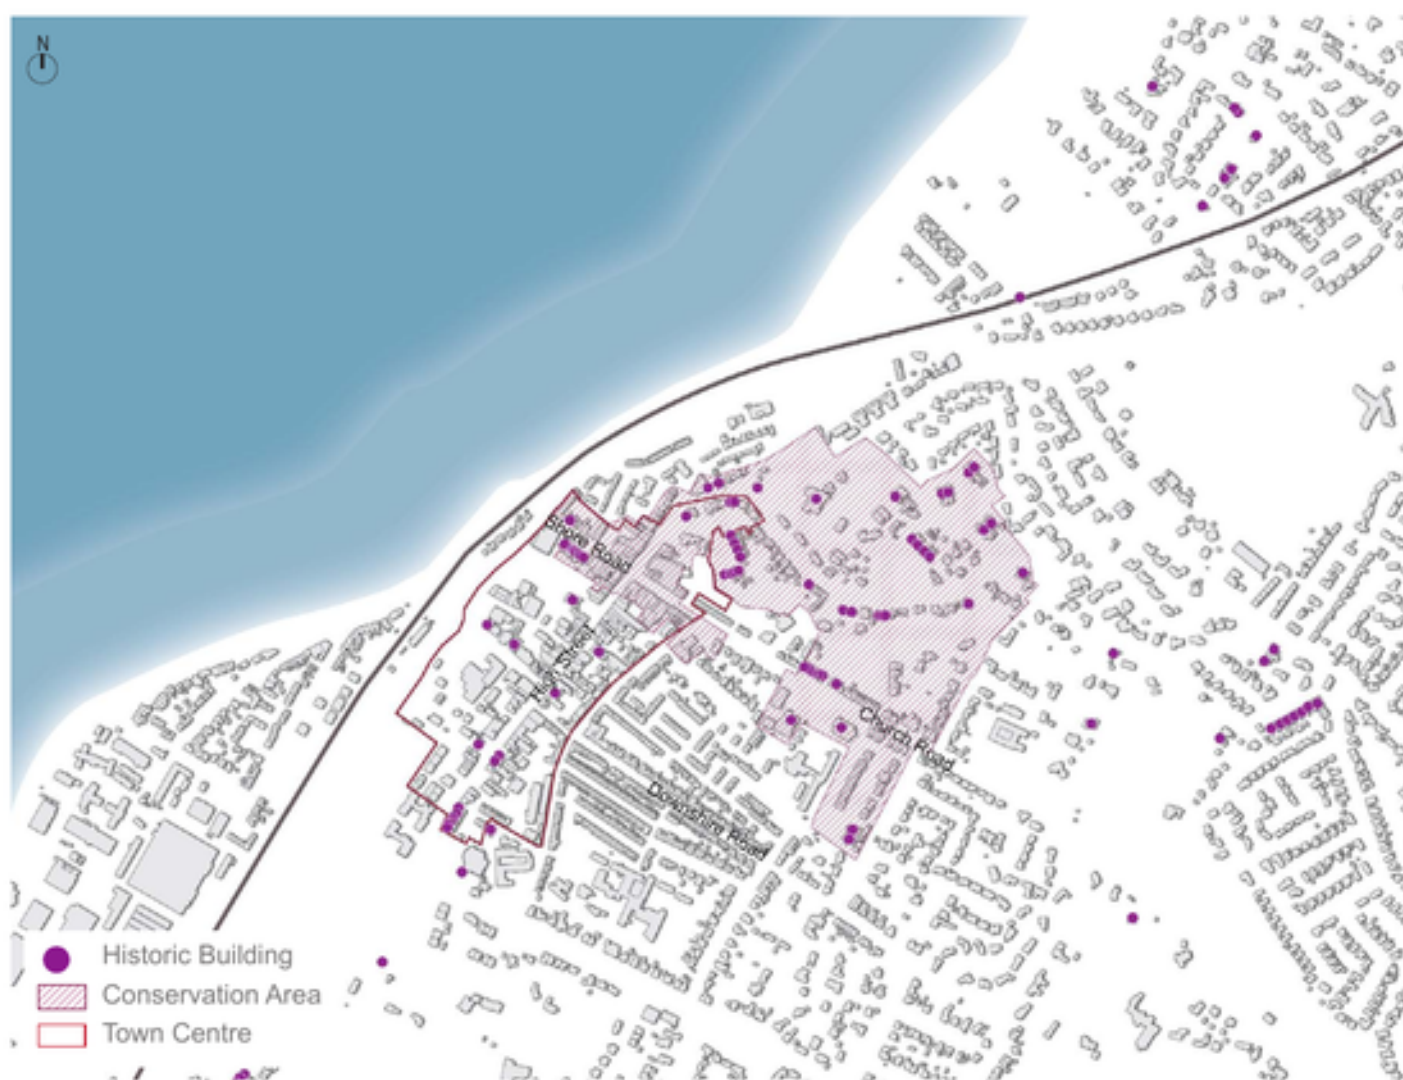 N
Shore Road
High Street
Church Road
Downshire Road
Historic Building
Conservation Area
Town Centre